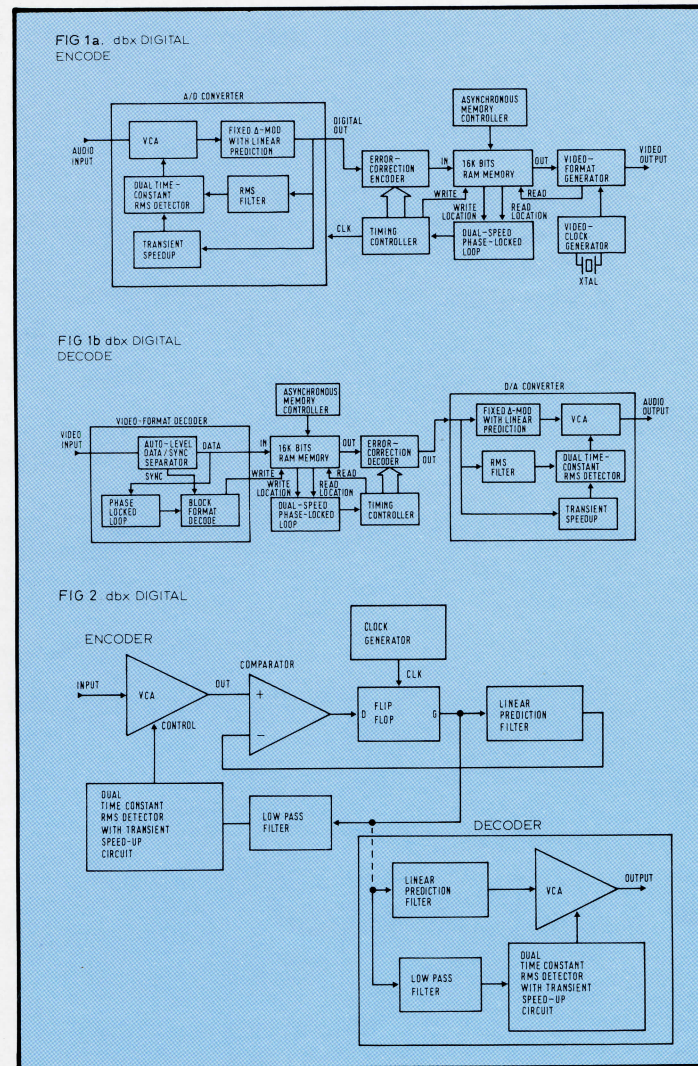 FIG 1a. dbx DIGITAL
ENCODE
A/D CONVERTER
AUDIO
INPUT
VCA
FIXED Δ-MOD
WITH LINEAR
PREDICTION
DIGITAL
OUT
DUAL TIME-
CONSTANT
RMS DETECTOR
RMS
FILTER
TRANSIENT
SPEEDUP
ERROR-
CORRECTION
ENCODER
IN
ASYNCHRONOUS
MEMORY
CONTROLLER
16K BITS
RAM MEMORY
OUT
VIDEO-
FORMAT
GENERATOR
VIDEO
OUTPUT
WRITE
READ
WRITE
LOCATION
READ
LOCATION
CLK
TIMING
CONTROLLER
DUAL-SPEED
PHASE-LOCKED
LOOP
VIDEO-
CLOCK
GENERATOR
XTAL
FIG 1b dbx DIGITAL
DECODE
VIDEO-FORMAT DECODER
VIDEO
INPUT
AUTO-LEVEL
DATA/SYNC
SEPARATOR
DATA
SYNC
PHASE
LOCKED
LOOP
BLOCK
FORMAT
DECODE
ASYNCHRONOUS
MEMORY
CONTROLLER
IN
16K BITS
RAM MEMORY
OUT
ERROR-
CORRECTION
DECODER
OUT
WRITE
READ
WRITE
LOCATION
READ
LOCATION
DUAL-SPEED
PHASE-LOCKED
LOOP
TIMING
CONTROLLER
D/A CONVERTER
FIXED Δ-MOD
WITH LINEAR
PREDICTION
VCA
AUDIO
OUTPUT
RMS
FILTER
DUAL TIME-
CONSTANT
RMS DETECTOR
TRANSIENT
SPEEDUP
FIG 2 dbx DIGITAL
ENCODER
INPUT
VCA
OUT
CONTROL
COMPARATOR
+
−
CLOCK
GENERATOR
CLK
D
FLIP
FLOP
G
LINEAR
PREDICTION
FILTER
DUAL
TIME CONSTANT
RMS DETECTOR
WITH TRANSIENT
SPEED-UP
CIRCUIT
LOW PASS
FILTER
DECODER
LINEAR
PREDICTION
FILTER
VCA
OUTPUT
LOW PASS
FILTER
DUAL
TIME CONSTANT
RMS DETECTOR
WITH TRANSIENT
SPEED-UP
CIRCUIT